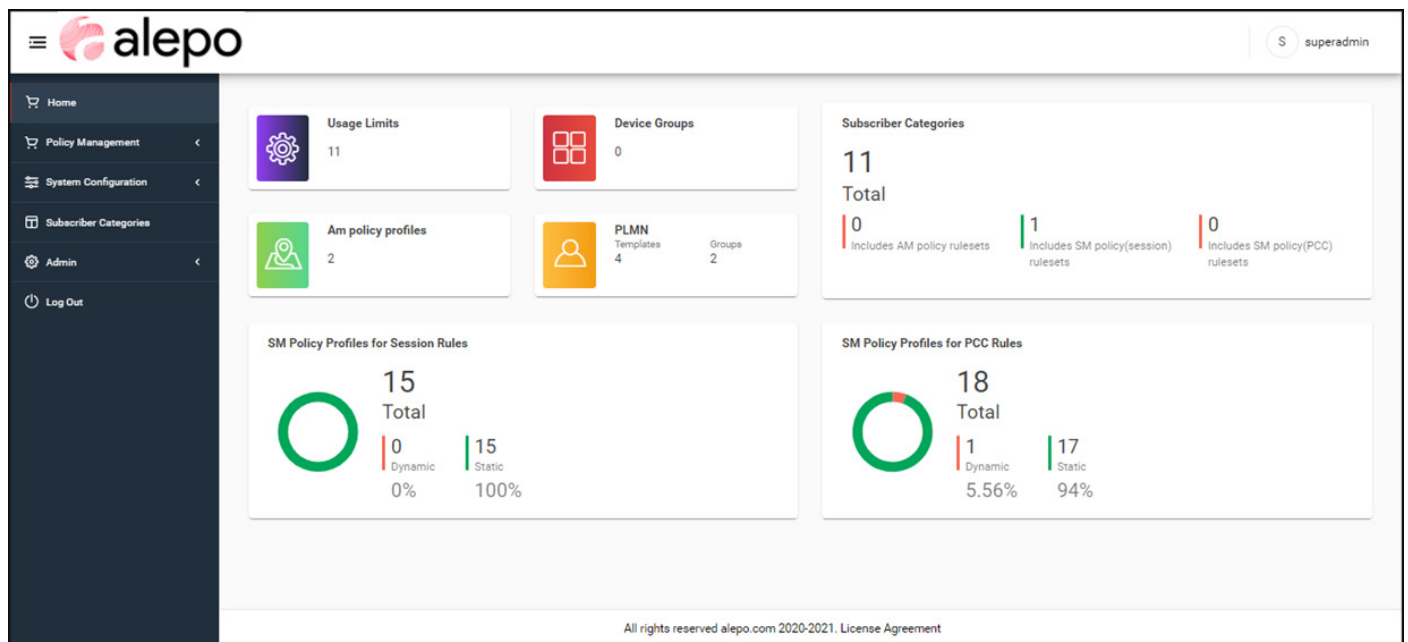 alepo
S superadmin
Home
Policy Management
System Configuration
Subscriber Categories
Admin
Log Out
Usage Limits
11
Device Groups
0
Am policy profiles
2
PLMN
Templates Groups
4 2
Subscriber Categories
11
Total
0
Includes AM policy rulesets
1
Includes SM policy(session)
rulesets
0
Includes SM policy(PCC)
rulesets
SM Policy Profiles for Session Rules
15
Total
0
Dynamic
0%
15
Static
100%
SM Policy Profiles for PCC Rules
18
Total
1
Dynamic
5.56%
17
Static
94%
All rights reserved alepo.com 2020-2021. License Agreement